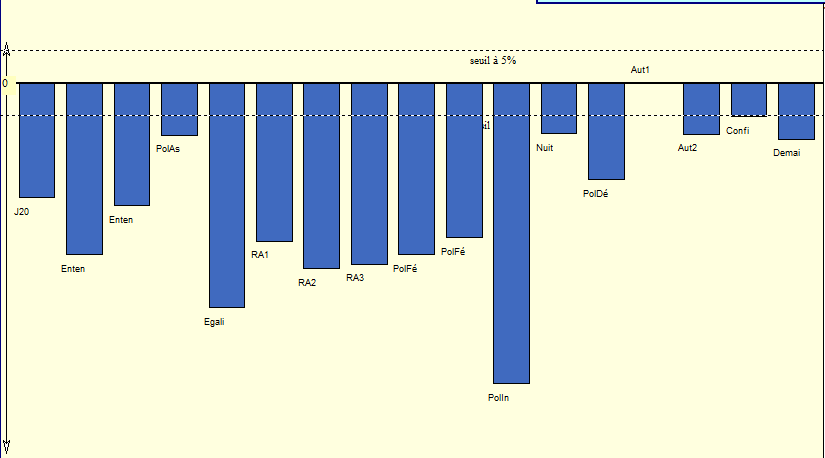 seuil à 5%
Aut1
0
J20
Enten
Enten
PolAs
Egali
RA1
RA2
RA3
PolFé
PolFé
PolIn
Nuit
PolDé
Aut2
Confi
Demai